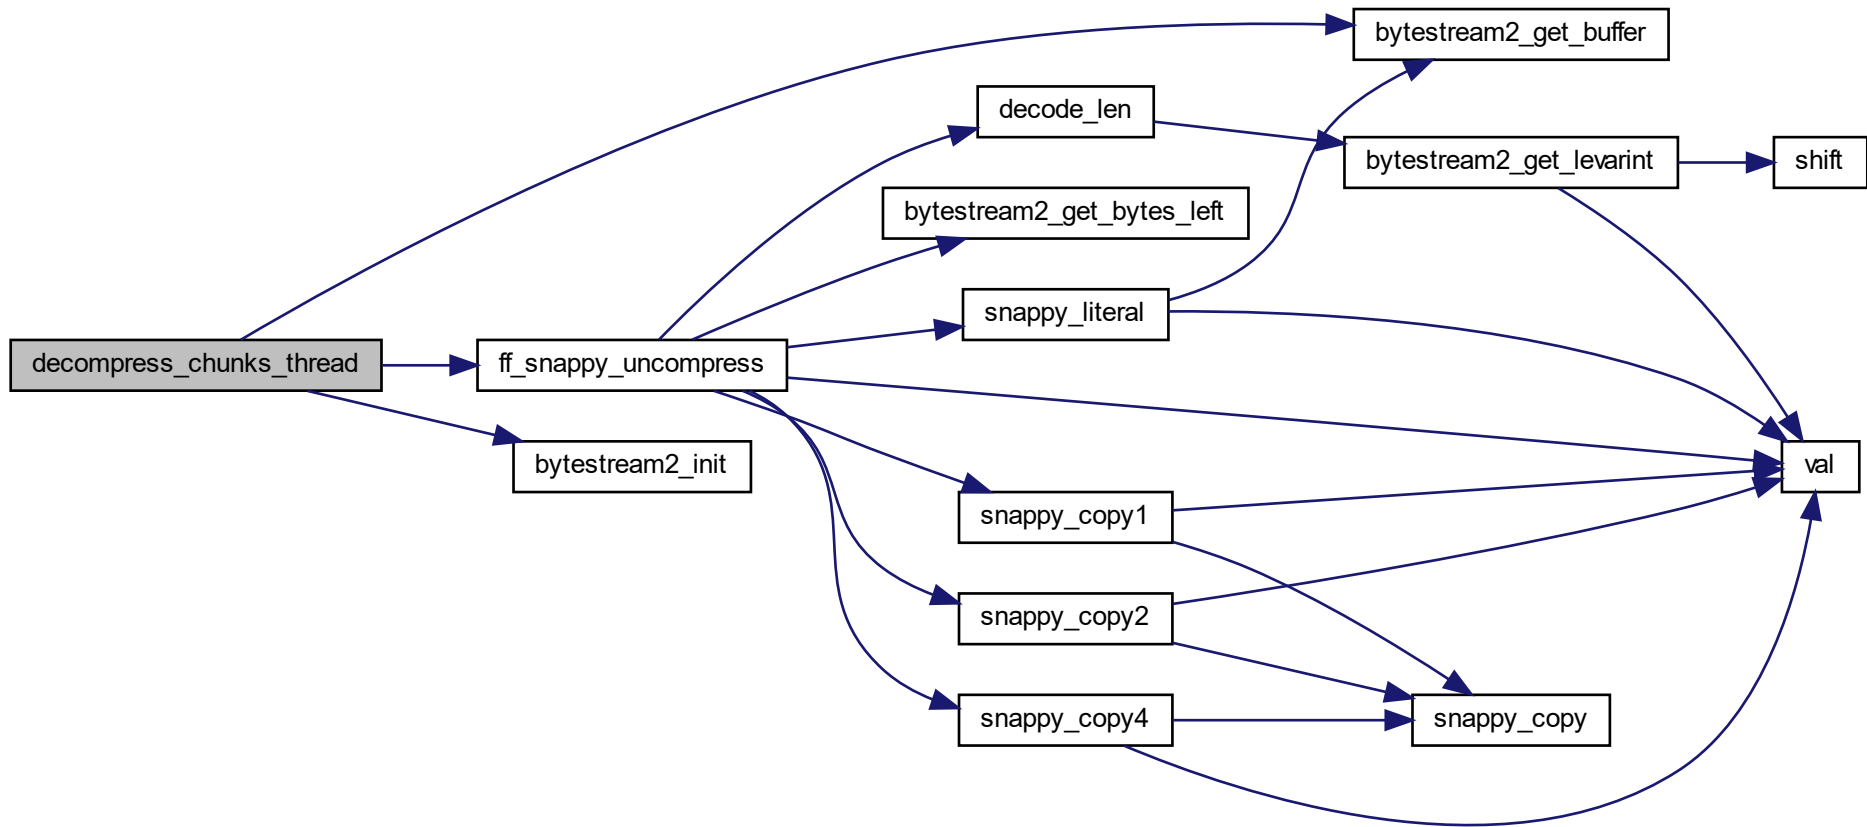 bytestream2_get_buffer
decode_len
bytestream2_get_levarint
shift
bytestream2_get_bytes_left
snappy_literal
decompress_chunks_thread
ff_snappy_uncompress
bytestream2_init
val
snappy_copy1
snappy_copy2
snappy_copy4
snappy_copy